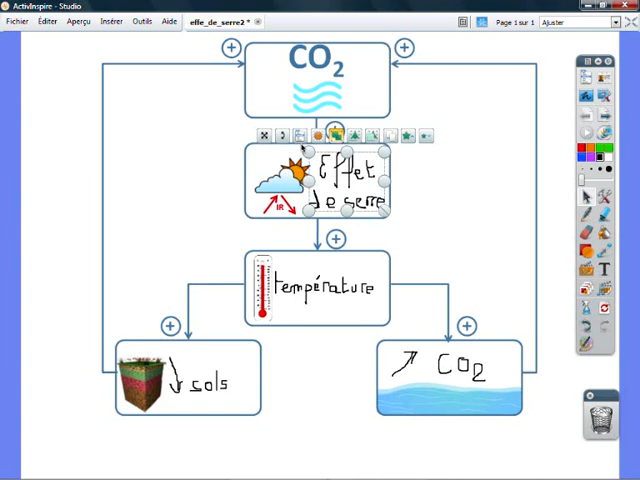 ActivInspire - Studio
Fichier Editer Aperçu Insérer Outils Aide effe_de_serre2 * Page 1 sur 1 Ajuster
CO2
IR
Effet
de serre
température
sols
CO2
T